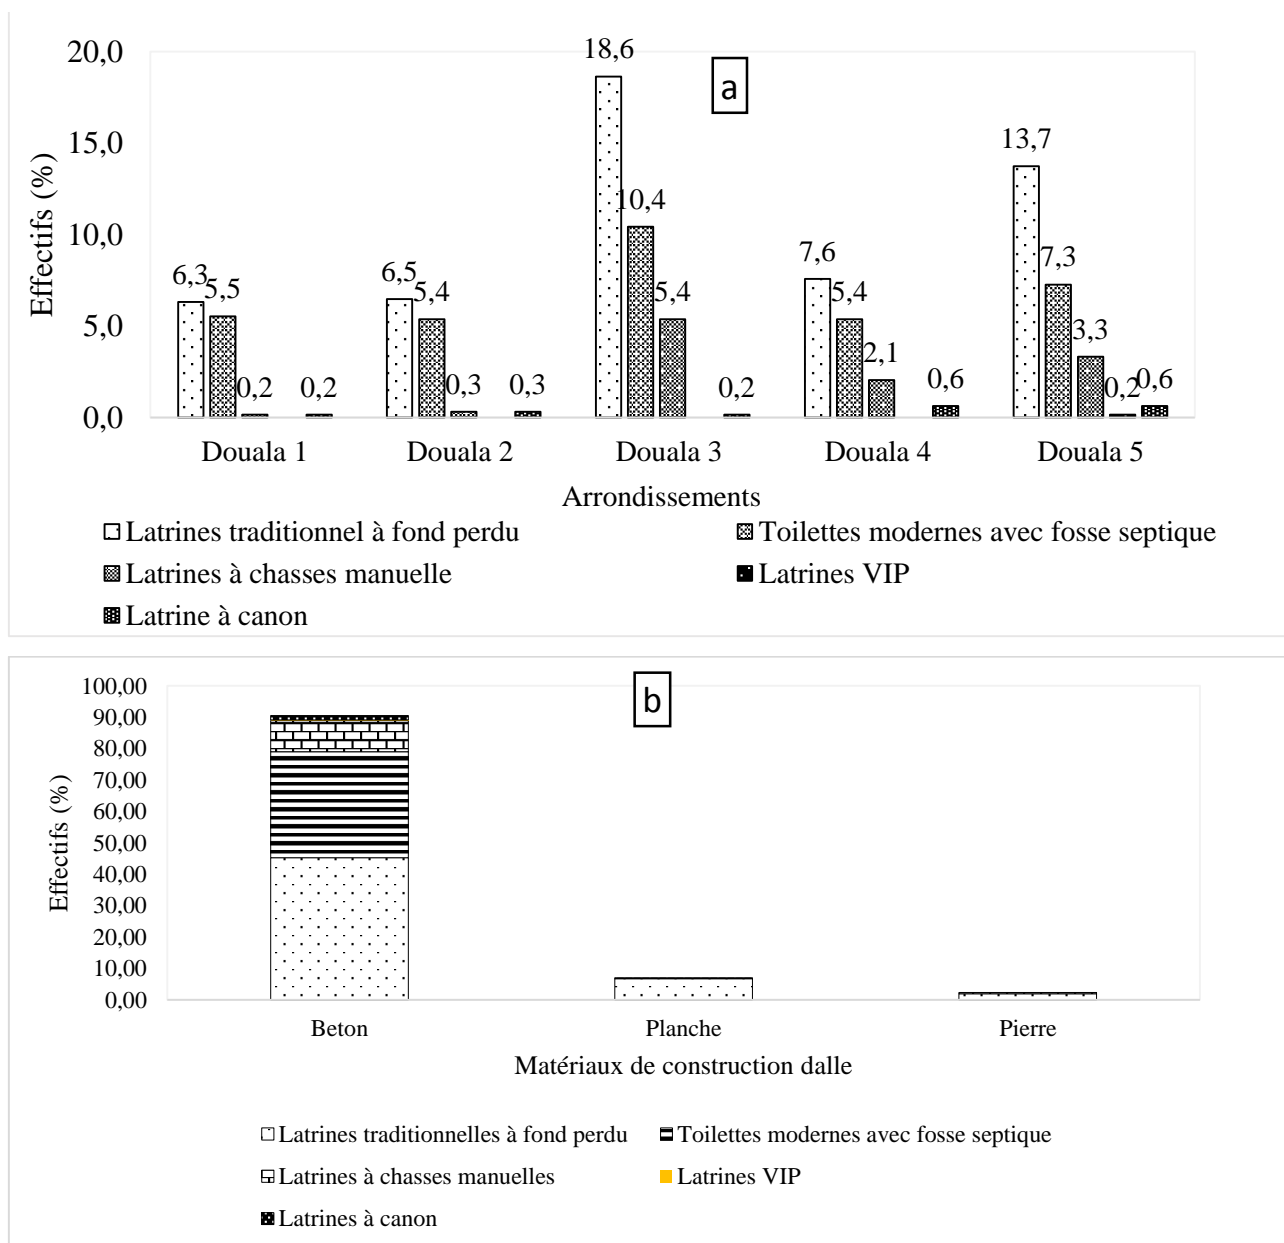 a
Effectifs (%)
20,0
15,0
10,0
5,0
0,0
6,3
5,5
0,2
0,2
6,5
5,4
0,3
0,3
18,6
10,4
5,4
0,2
7,6
5,4
2,1
0,6
13,7
7,3
3,3
0,2
0,6
Douala 1 Douala 2 Douala 3 Douala 4 Douala 5
Arrondissements
Latrines traditionnel à fond perdu Toilettes modernes avec fosse septique
Latrines à chasses manuelle Latrines VIP
Latrine à canon
b
Effectifs (%)
100,00
90,00
80,00
70,00
60,00
50,00
40,00
30,00
20,00
10,00
0,00
Beton Planche Pierre
Matériaux de construction dalle
Latrines traditionnelles à fond perdu Toilettes modernes avec fosse septique
Latrines à chasses manuelles Latrines VIP
Latrines à canon